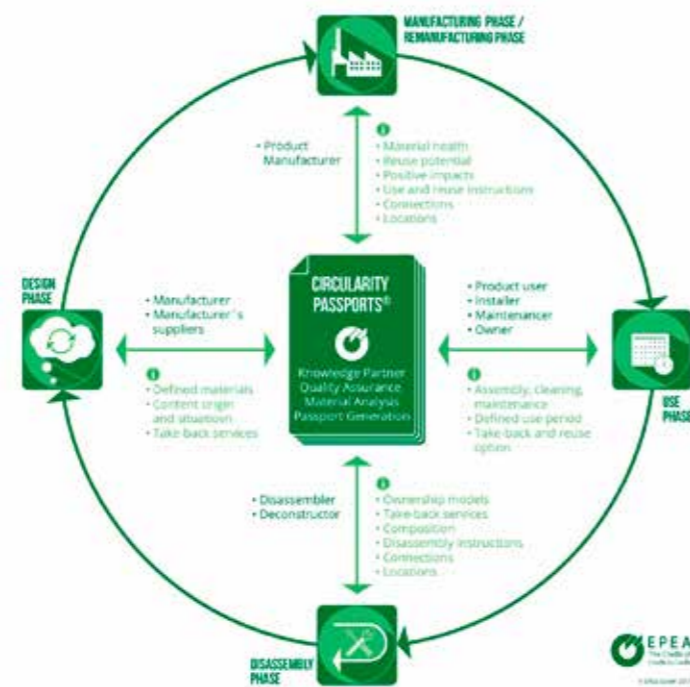 MANUFACTURING PHASE /
REMANUFACTURING PHASE
• Product
Manufacturer
• Material health
• Reuse potential
• Positive impacts
• Use and reuse instructions
• Connections
• Locations
DESIGN
PHASE
• Manufacturer
• Manufacturer´s
suppliers
• Defined materials
• Content origin
and situation
• Take-back services
CIRCULARITY
PASSPORTS®
Knowledge Partner
Quality Assurance
Material Analysis
Passport Generation
• Product user
• Installer
• Maintenancer
• Owner
• Assembly, cleaning,
maintenance
• Defined use period
• Take-back and reuse
option
USE
PHASE
• Disassembler
• Deconstructor
• Ownership models
• Take-back services
• Composition
• Disassembly instructions
• Connections
• Locations
DISASSEMBLY
PHASE
EPEA